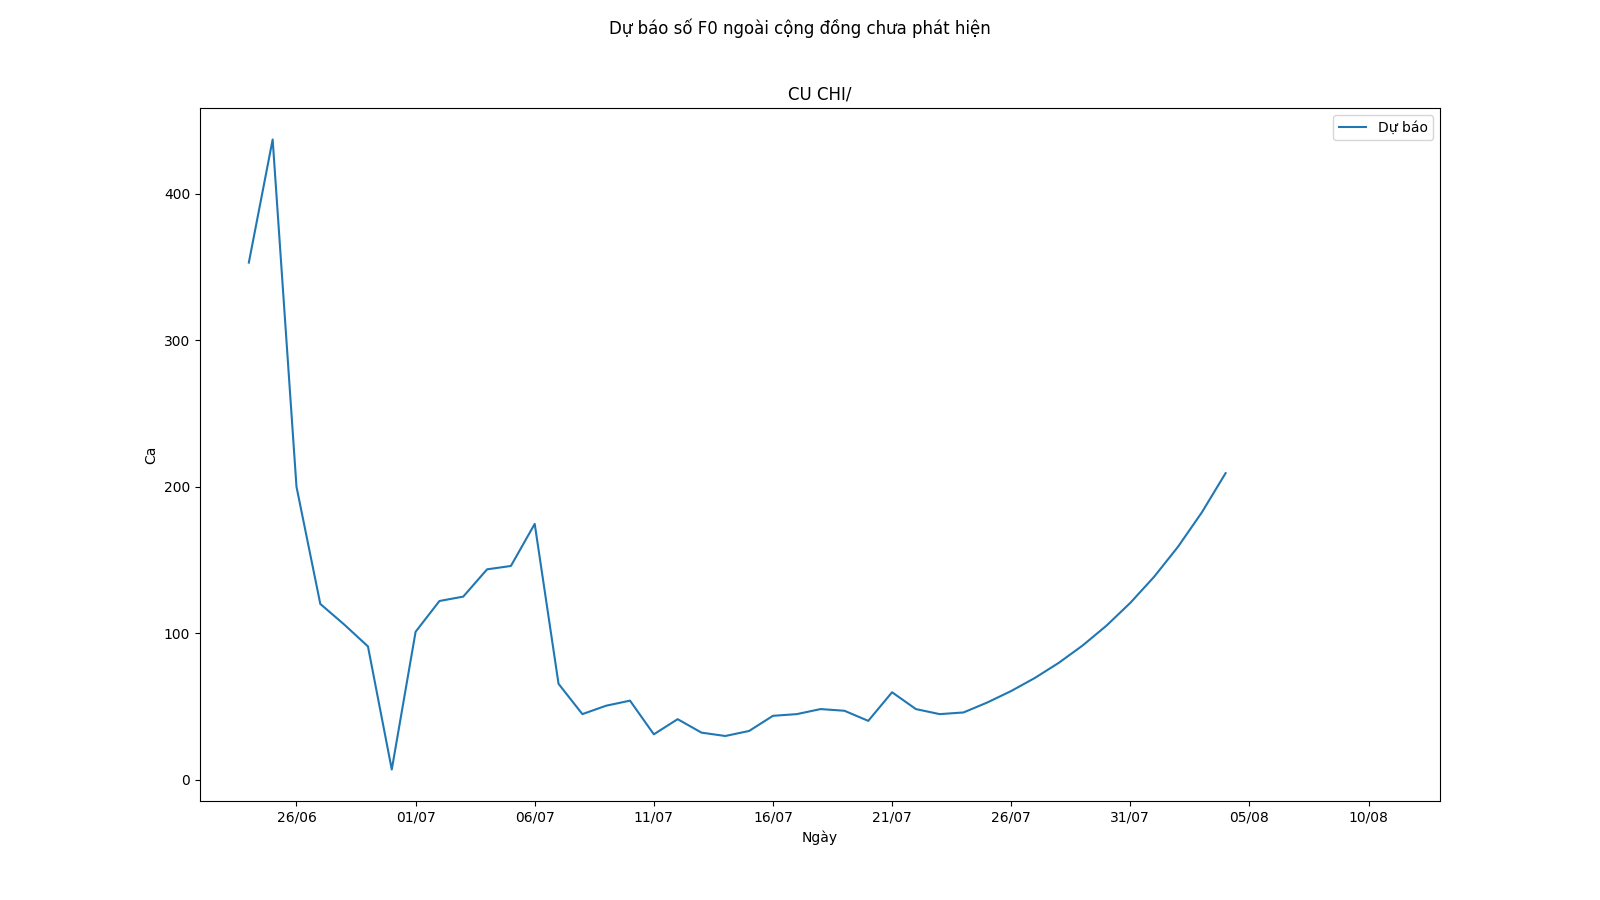 Dự báo số F0 ngoài cộng đồng chưa phát hiện
CU CHI/
Dự báo
400
300
200
100
0
Ca
26/06 01/07 06/07 11/07 16/07 21/07 26/07 31/07 05/08 10/08
Ngày